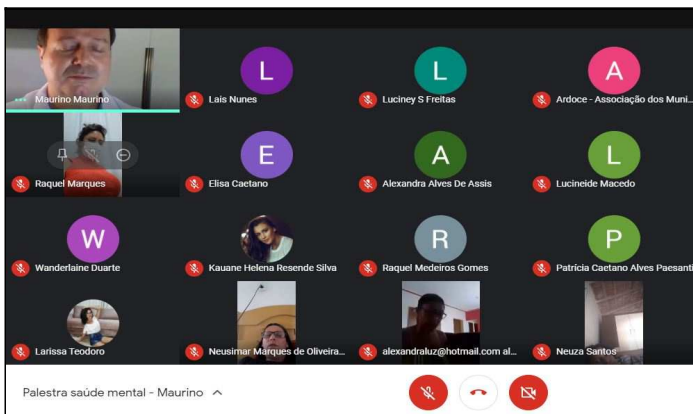 L
L
A
Maurino Maurino
Lais Nunes
Luciney S Freitas
Ardoce - Associação dos Muni...
E
A
L
Raquel Marques
Elisa Caetano
Alexandra Alves De Assis
Lucineide Macedo
W
R
P
Wanderlaine Duarte
Kauane Helena Resende Silva
Raquel Medeiros Gomes
Patrícia Caetano Alves Paesanti
Larissa Teodoro
Neusimar Marques de Oliveira...
alexandraluz@hotmail.com al...
Neuza Santos
Palestra saúde mental - Maurino